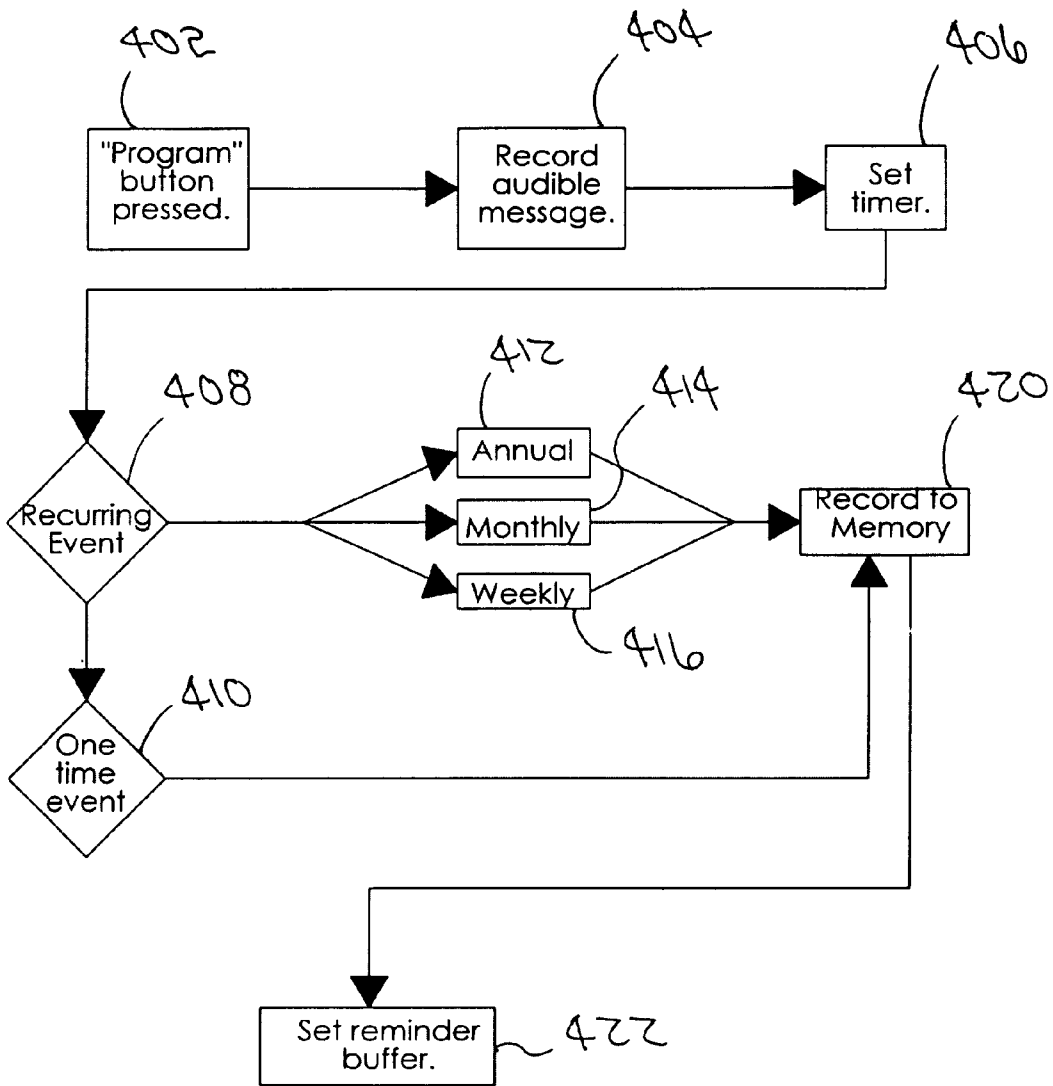 402
404
406
"Program"
button
pressed.
Record
audible
message.
Set
timer.
408
412
414
420
Recurring
Event
Annual
Monthly
Weekly
Record to
Memory
416
410
One
time
event
Set reminder
buffer.
422